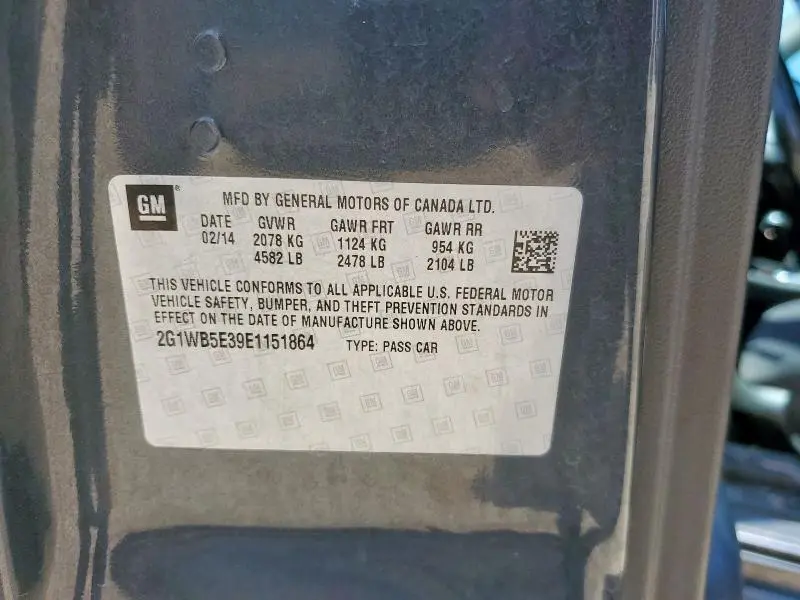 GM ®
MFD BY GENERAL MOTORS OF CANADA LTD.
DATE GVWR GAWR FRT GAWR RR
02/14 2078 KG 1124 KG 954 KG
4582 LB 2478 LB 2104 LB
THIS VEHICLE CONFORMS TO ALL APPLICABLE U.S. FEDERAL MOTOR
VEHICLE SAFETY, BUMPER, AND THEFT PREVENTION STANDARDS IN
EFFECT ON THE DATE OF MANUFACTURE SHOWN ABOVE.
2G1WB5E39E1151864 TYPE: PASS CAR